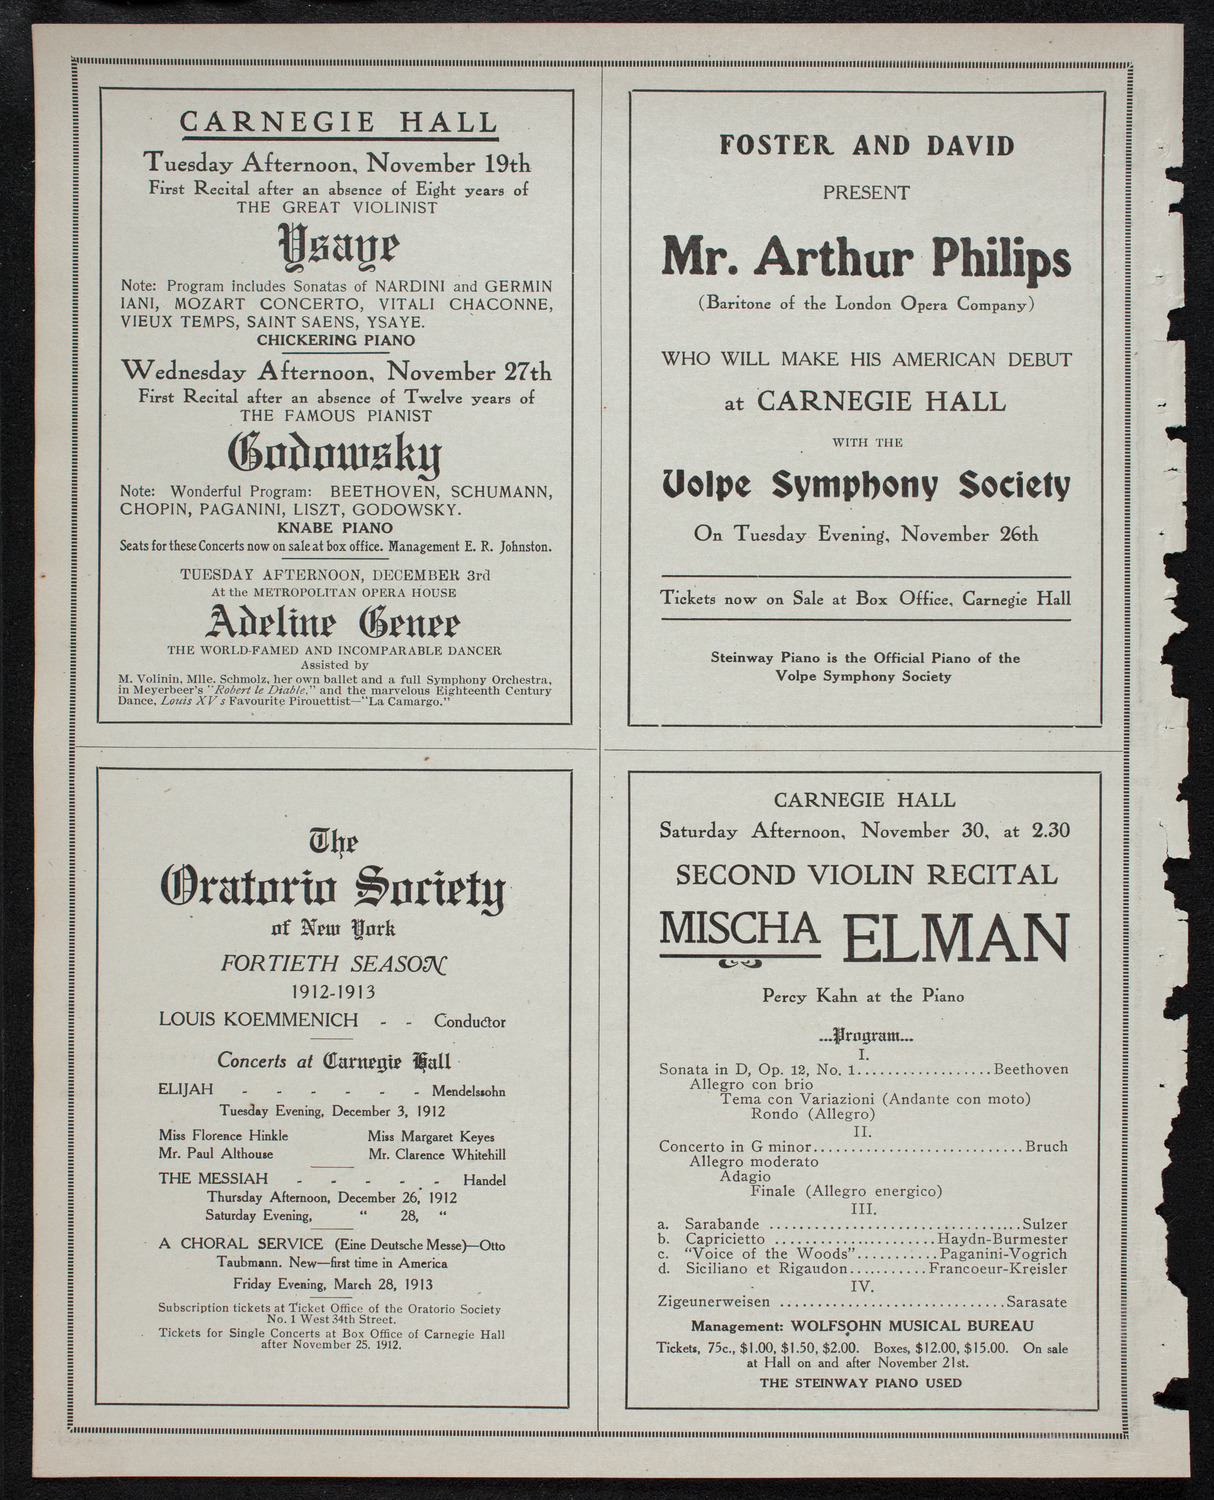 CARNEGIE HALL
Tuesday Afternoon, November 19th
First Recital after an absence of Eight years of
THE GREAT VIOLINIST
Ysaye
Note: Program includes Sonatas of NARDINI and GERMIN
IANI, MOZART CONCERTO, VITALI CHACONNE,
VIEUX TEMPS, SAINT SAENS, YSAYE.
CHICKERING PIANO
Wednesday Afternoon, November 27th
First Recital after an absence of Twelve years of
THE FAMOUS PIANIST
Godowsky
Note: Wonderful Program: BEETHOVEN, SCHUMANN,
CHOPIN, PAGANINI, LISZT, GODOWSKY.
KNABE PIANO
Seats for these Concerts now on sale at box office. Management E. R. Johnston.
TUESDAY AFTERNOON, DECEMBER 3rd
At the METROPOLITAN OPERA HOUSE
Adeline Genee
THE WORLD-FAMED AND INCOMPARABLE DANCER
Assisted by
M. Volinin, Mlle. Schmolz, her own ballet and a full Symphony Orchestra,
in Meyerbeer's "Robert le Diable," and the marvelous Eighteenth Century
Dance, Louis XV s Favourite Pirouettist—"La Camargo."
FOSTER AND DAVID
PRESENT
Mr. Arthur Philips
(Baritone of the London Opera Company)
WHO WILL MAKE HIS AMERICAN DEBUT
at CARNEGIE HALL
WITH THE
Volpe Symphony Society
On Tuesday Evening, November 26th
Tickets now on Sale at Box Office, Carnegie Hall
Steinway Piano is the Official Piano of the
Volpe Symphony Society
The
Oratorio Society
of New York
FORTIETH SEASON
1912-1913
LOUIS KOEMMENICH - - Conductor
Concerts at Carnegie Hall
ELIJAH - - - - - - Mendelssohn
Tuesday Evening, December 3, 1912
Miss Florence Hinkle Miss Margaret Keyes
Mr. Paul Althouse Mr. Clarence Whitehill
THE MESSIAH - - - - - Handel
Thursday Afternoon, December 26, 1912
Saturday Evening, " 28, "
A CHORAL SERVICE (Eine Deutsche Messe)—Otto
Taubmann. New—first time in America
Friday Evening, March 28, 1913
Subscription tickets at Ticket Office of the Oratorio Society
No. 1 West 34th Street.
Tickets for Single Concerts at Box Office of Carnegie Hall
after November 25, 1912.
CARNEGIE HALL
Saturday Afternoon, November 30, at 2.30
SECOND VIOLIN RECITAL
MISCHA ELMAN
Percy Kahn at the Piano
...Program...
I.
Sonata in D, Op. 12, No. 1.................Beethoven
Allegro con brio
Tema con Variazioni (Andante con moto)
Rondo (Allegro)
II.
Concerto in G minor...........................Bruch
Allegro moderato
Adagio
Finale (Allegro energico)
III.
a. Sarabande ................................Sulzer
b. Capricietto ......................Haydn-Burmester
c. "Voice of the Woods"...........Paganini-Vogrich
d. Siciliano et Rigaudon..........Francoeur-Kreisler
IV.
Zigeunerweisen .............................Sarasate
Management: WOLFSOHN MUSICAL BUREAU
Tickets, 75c., $1.00, $1.50, $2.00. Boxes, $12.00, $15.00. On sale
at Hall on and after November 21st.
THE STEINWAY PIANO USED